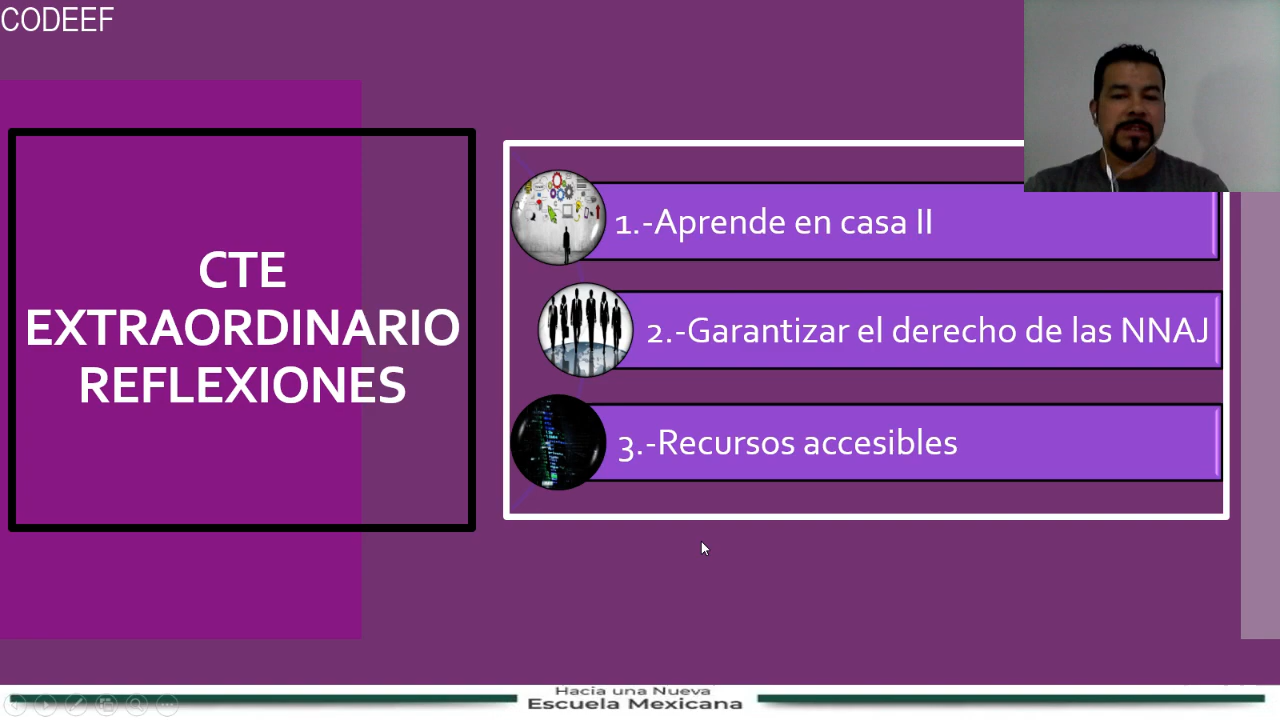 CODEEF
CTE
EXTRAORDINARIO
REFLEXIONES
1.-Aprende en casa II
2.-Garantizar el derecho de las NNAJ
3.-Recursos accesibles
Hacia una Nueva
Escuela Mexicana